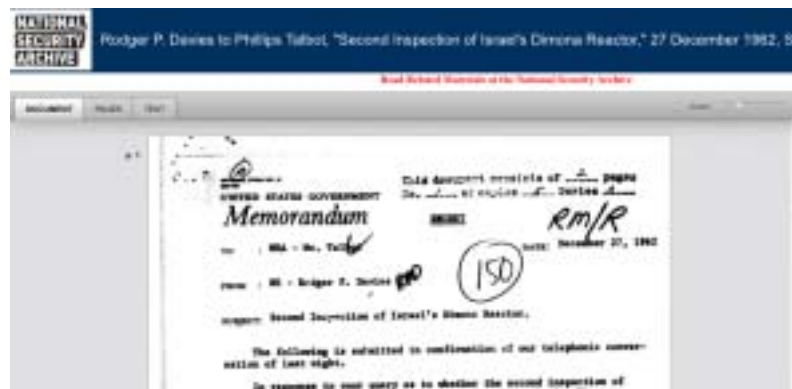 NATIONAL
SECURITY
ARCHIVE
Rodger P. Davies to Phillips Talbot, "Second Inspection of Israel's Dimona Reactor," 27 December 1962, S
Read Related Materials at the National Security Archive
DOCUMENT PAGES TEXT
This document consists of 2 pages
UNITED STATES GOVERNMENT
Memorandum
RM/R
TO : NEA - Mr. Talbot
DATE: December 27, 1962
150
FROM : NE - Rodger P. Davies
SUBJECT: Second Inspection of Israel's Dimona Reactor.
The following is submitted in confirmation of our telephonic conver-
sation of last night.
In response to your query as to whether the second inspection of